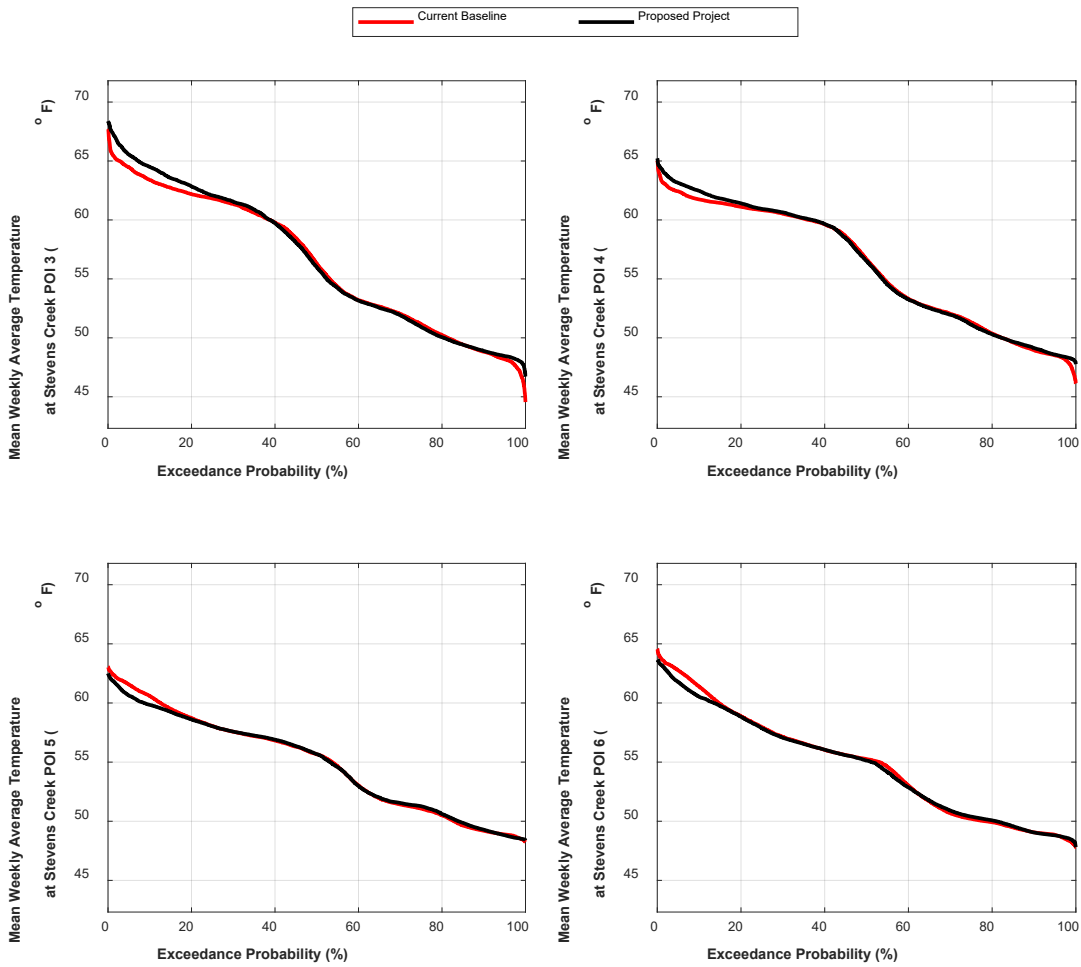 Current Baseline
Proposed Project
Mean Weekly Average Temperature
at Stevens Creek POI 3 (
o F)
70
65
60
55
50
45
0 20 40 60 80 100
Exceedance Probability (%)
Mean Weekly Average Temperature
at Stevens Creek POI 4 (
o F)
70
65
60
55
50
45
0 20 40 60 80 100
Exceedance Probability (%)
Mean Weekly Average Temperature
at Stevens Creek POI 5 (
o F)
70
65
60
55
50
45
0 20 40 60 80 100
Exceedance Probability (%)
Mean Weekly Average Temperature
at Stevens Creek POI 6 (
o F)
70
65
60
55
50
45
0 20 40 60 80 100
Exceedance Probability (%)